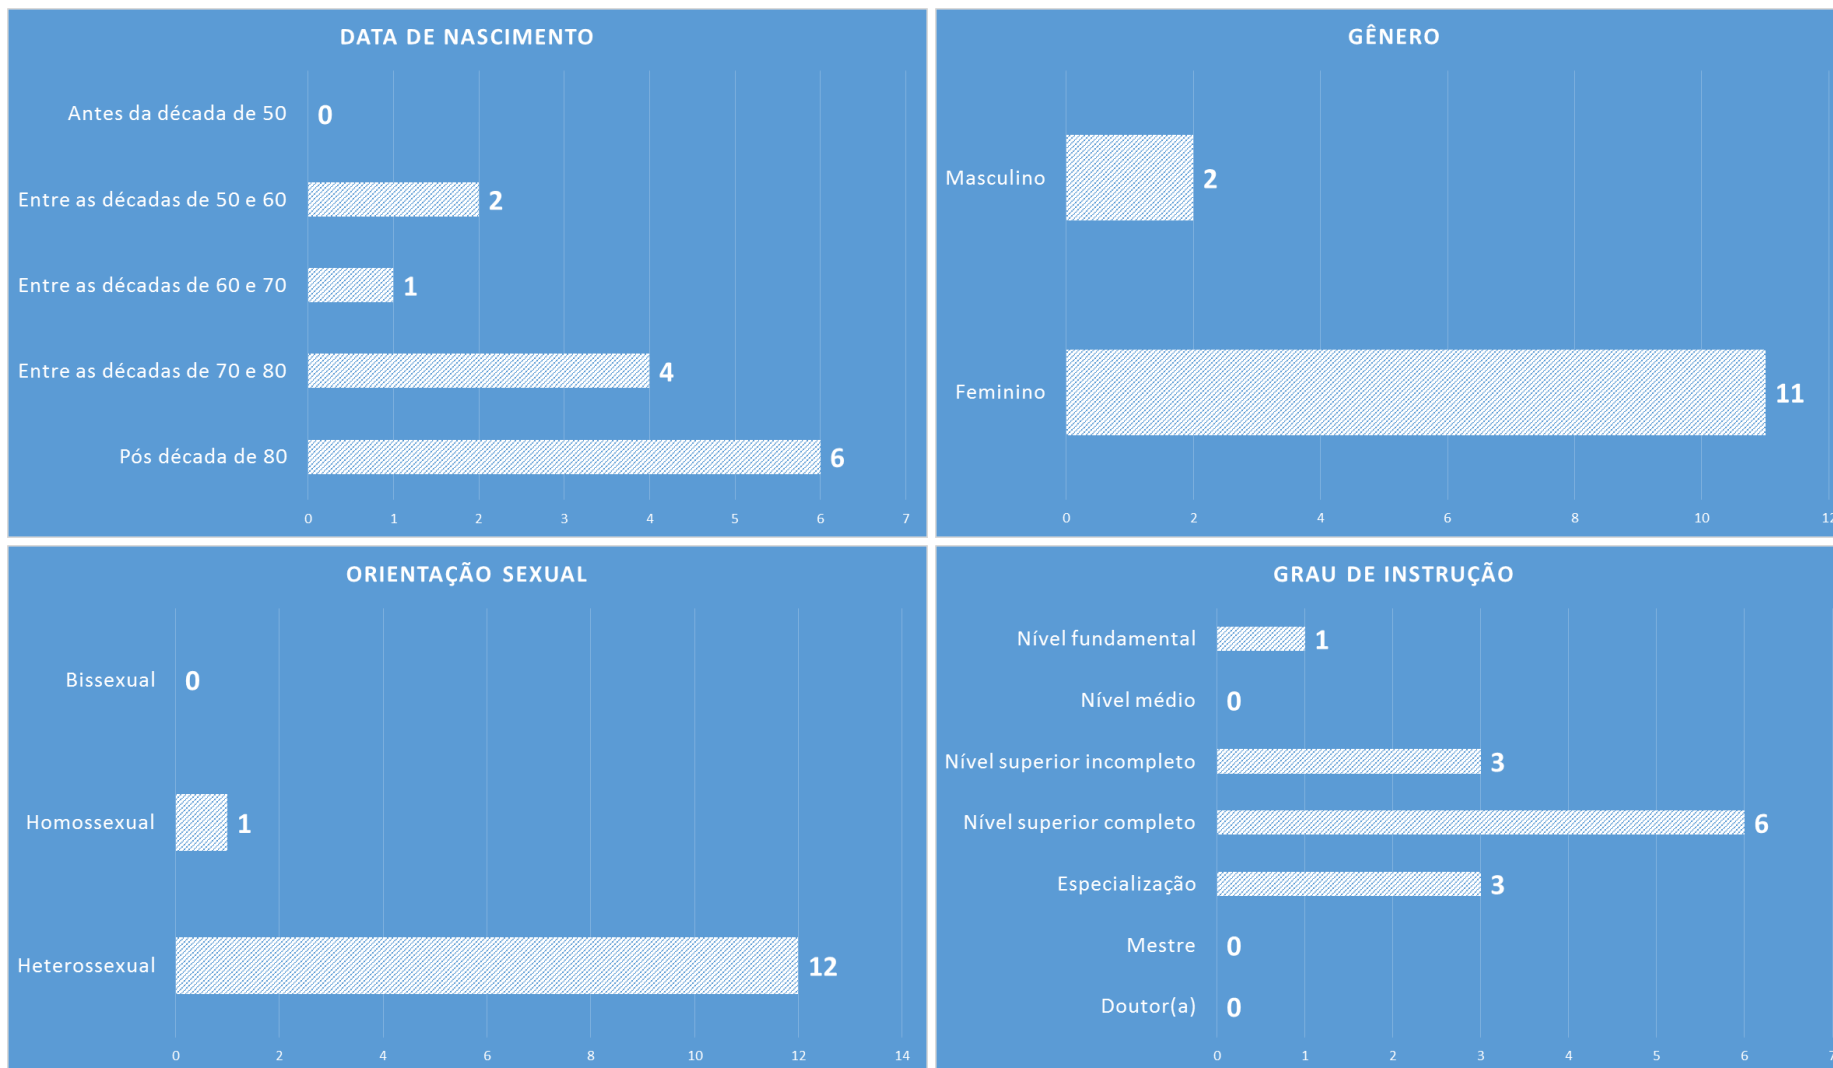 DATA DE NASCIMENTO
Antes da década de 50 0
Entre as décadas de 50 e 60 2
Entre as décadas de 60 e 70 1
Entre as décadas de 70 e 80 4
Pós década de 80 6
0 1 2 3 4 5 6 7
GÊNERO
Masculino 2
Feminino 11
0 2 4 6 8 10 12
ORIENTAÇÃO SEXUAL
Bissexual 0
Homossexual 1
Heterossexual 12
0 2 4 6 8 10 12 14
GRAU DE INSTRUÇÃO
Nível fundamental 1
Nível médio 0
Nível superior incompleto 3
Nível superior completo 6
Especialização 3
Mestre 0
Doutor(a) 0
0 1 2 3 4 5 6 7